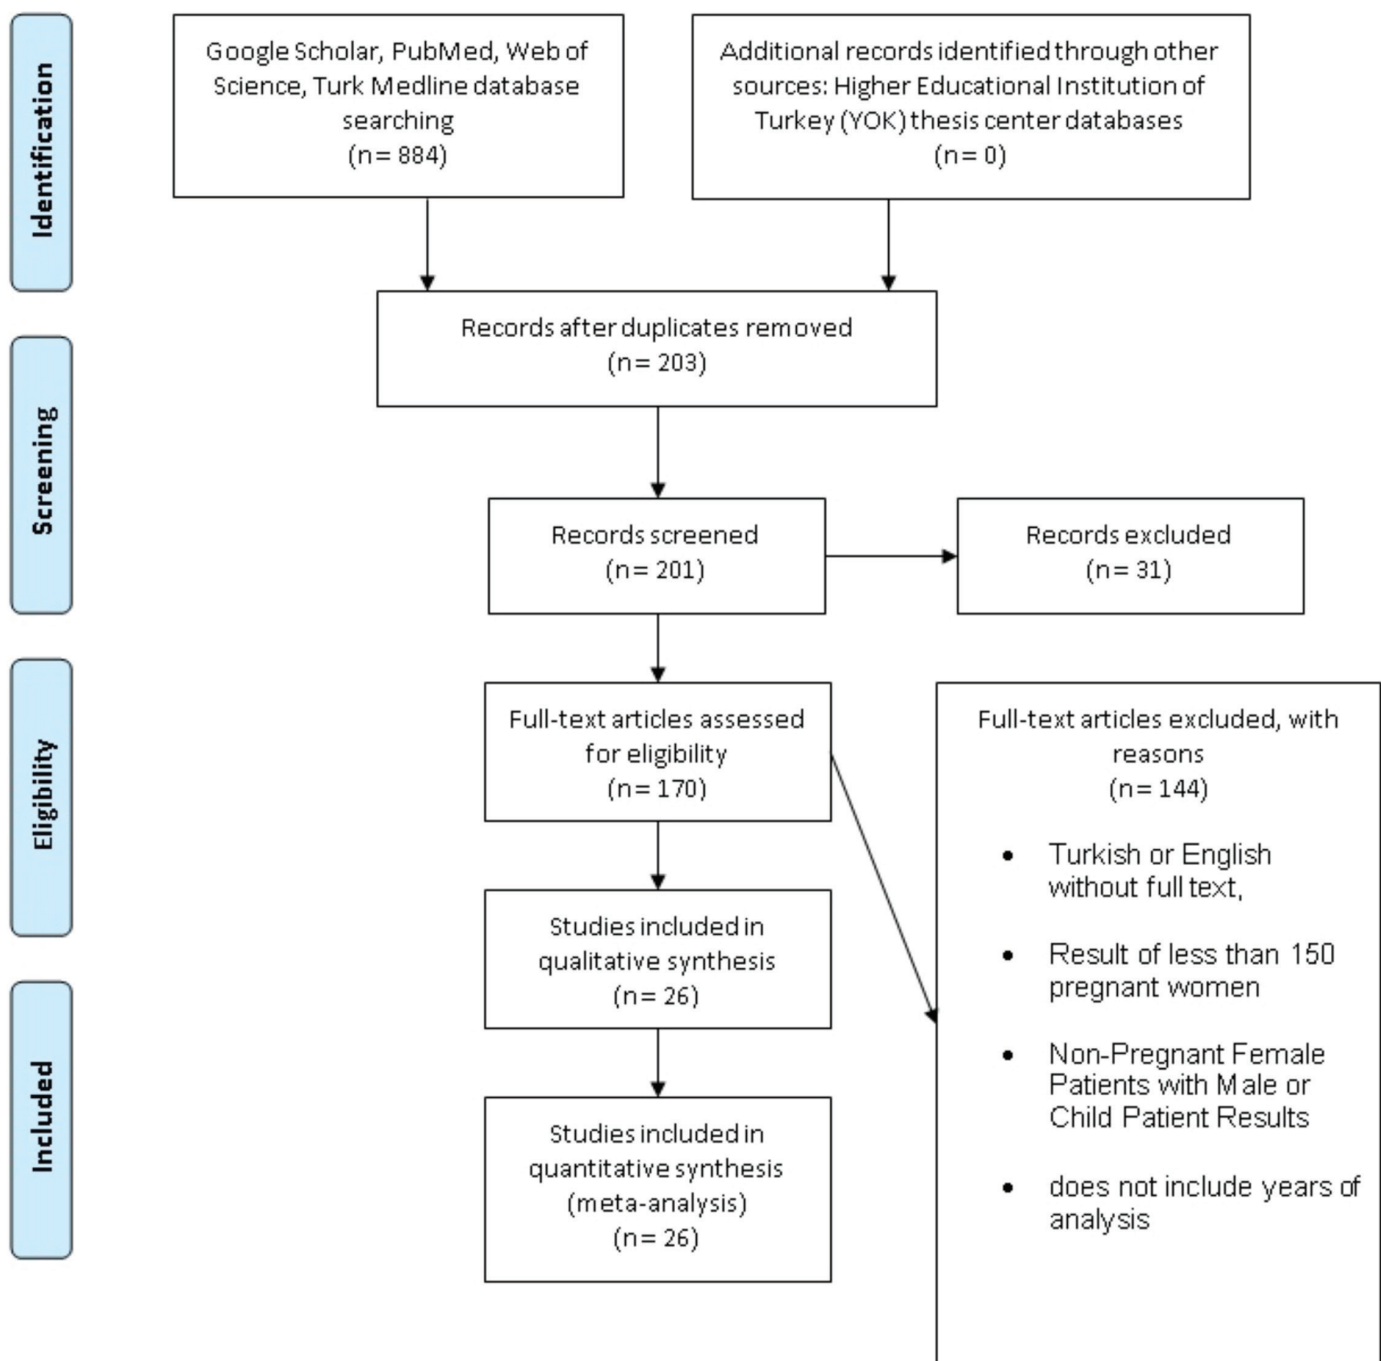 Identification
Google Scholar, PubMed, Web of
Science, Turk Medline database
searching
(n= 884)
Additional records identified through other
sources: Higher Educational Institution of
Turkey (YOK) thesis center databases
(n= 0)
Records after duplicates removed
(n= 203)
Screening
Records screened
(n= 201)
Records excluded
(n= 31)
Eligibility
Full-text articles assessed
for eligibility
(n= 170)
Full-text articles excluded, with
reasons
(n= 144)
• Turkish or English
without full text,
• Result of less than 150
pregnant women
• Non-Pregnant Female
Patients with Male or
Child Patient Results
• does not include years of
analysis
Studies included in
qualitative synthesis
(n= 26)
Included
Studies included in
quantitative synthesis
(meta-analysis)
(n= 26)